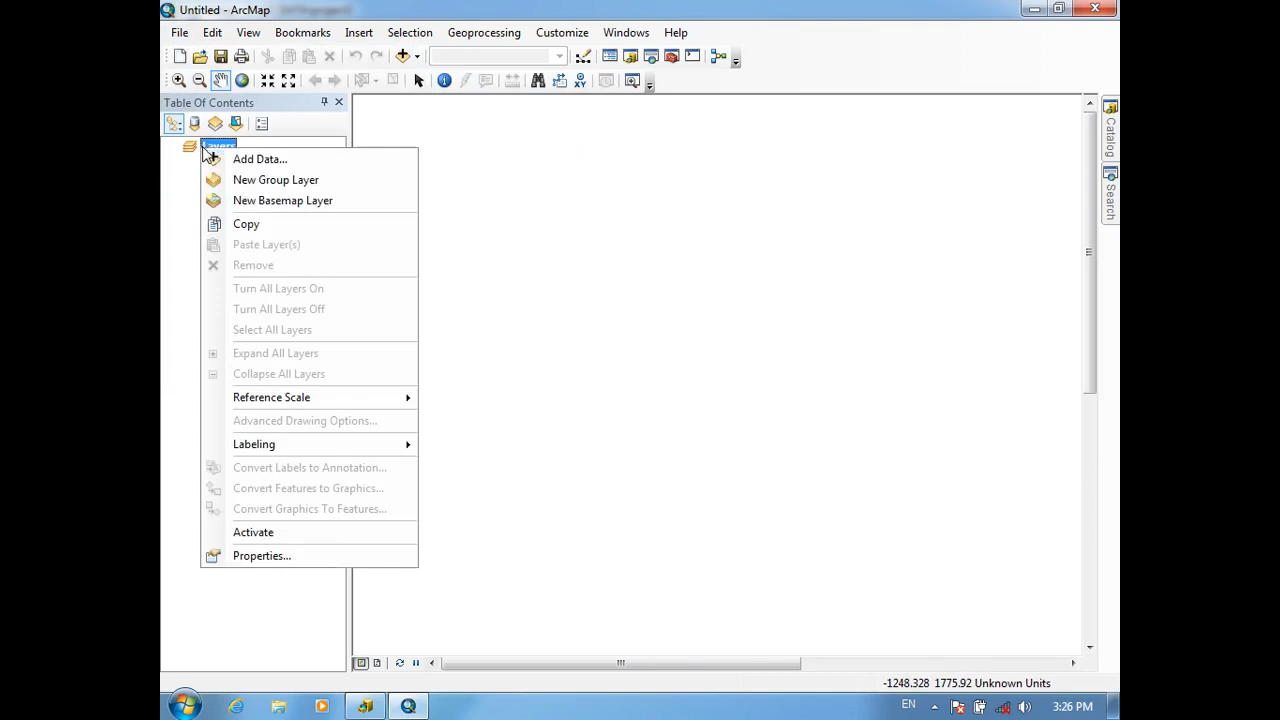 Untitled - ArcMap
File Edit View Bookmarks Insert Selection Geoprocessing Customize Windows Help
Table Of Contents
Layers
Add Data...
New Group Layer
New Basemap Layer
Copy
Paste Layer(s)
Remove
Turn All Layers On
Turn All Layers Off
Select All Layers
Expand All Layers
Collapse All Layers
Reference Scale
Advanced Drawing Options...
Labeling
Convert Labels to Annotation...
Convert Features to Graphics...
Convert Graphics To Features...
Activate
Properties...
Catalog
Search
-1248.328 1775.92 Unknown Units
EN
3:26 PM